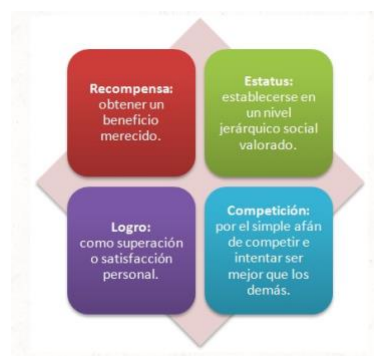 Recompensa:
obtener un
beneficio
merecido.
Estatus:
establecerse en
un nivel
jerárquico social
valorado.
Logro:
como superación
o satisfacción
personal.
Competición:
por el simple afán
de competir e
intentar ser
mejor que los
demás.